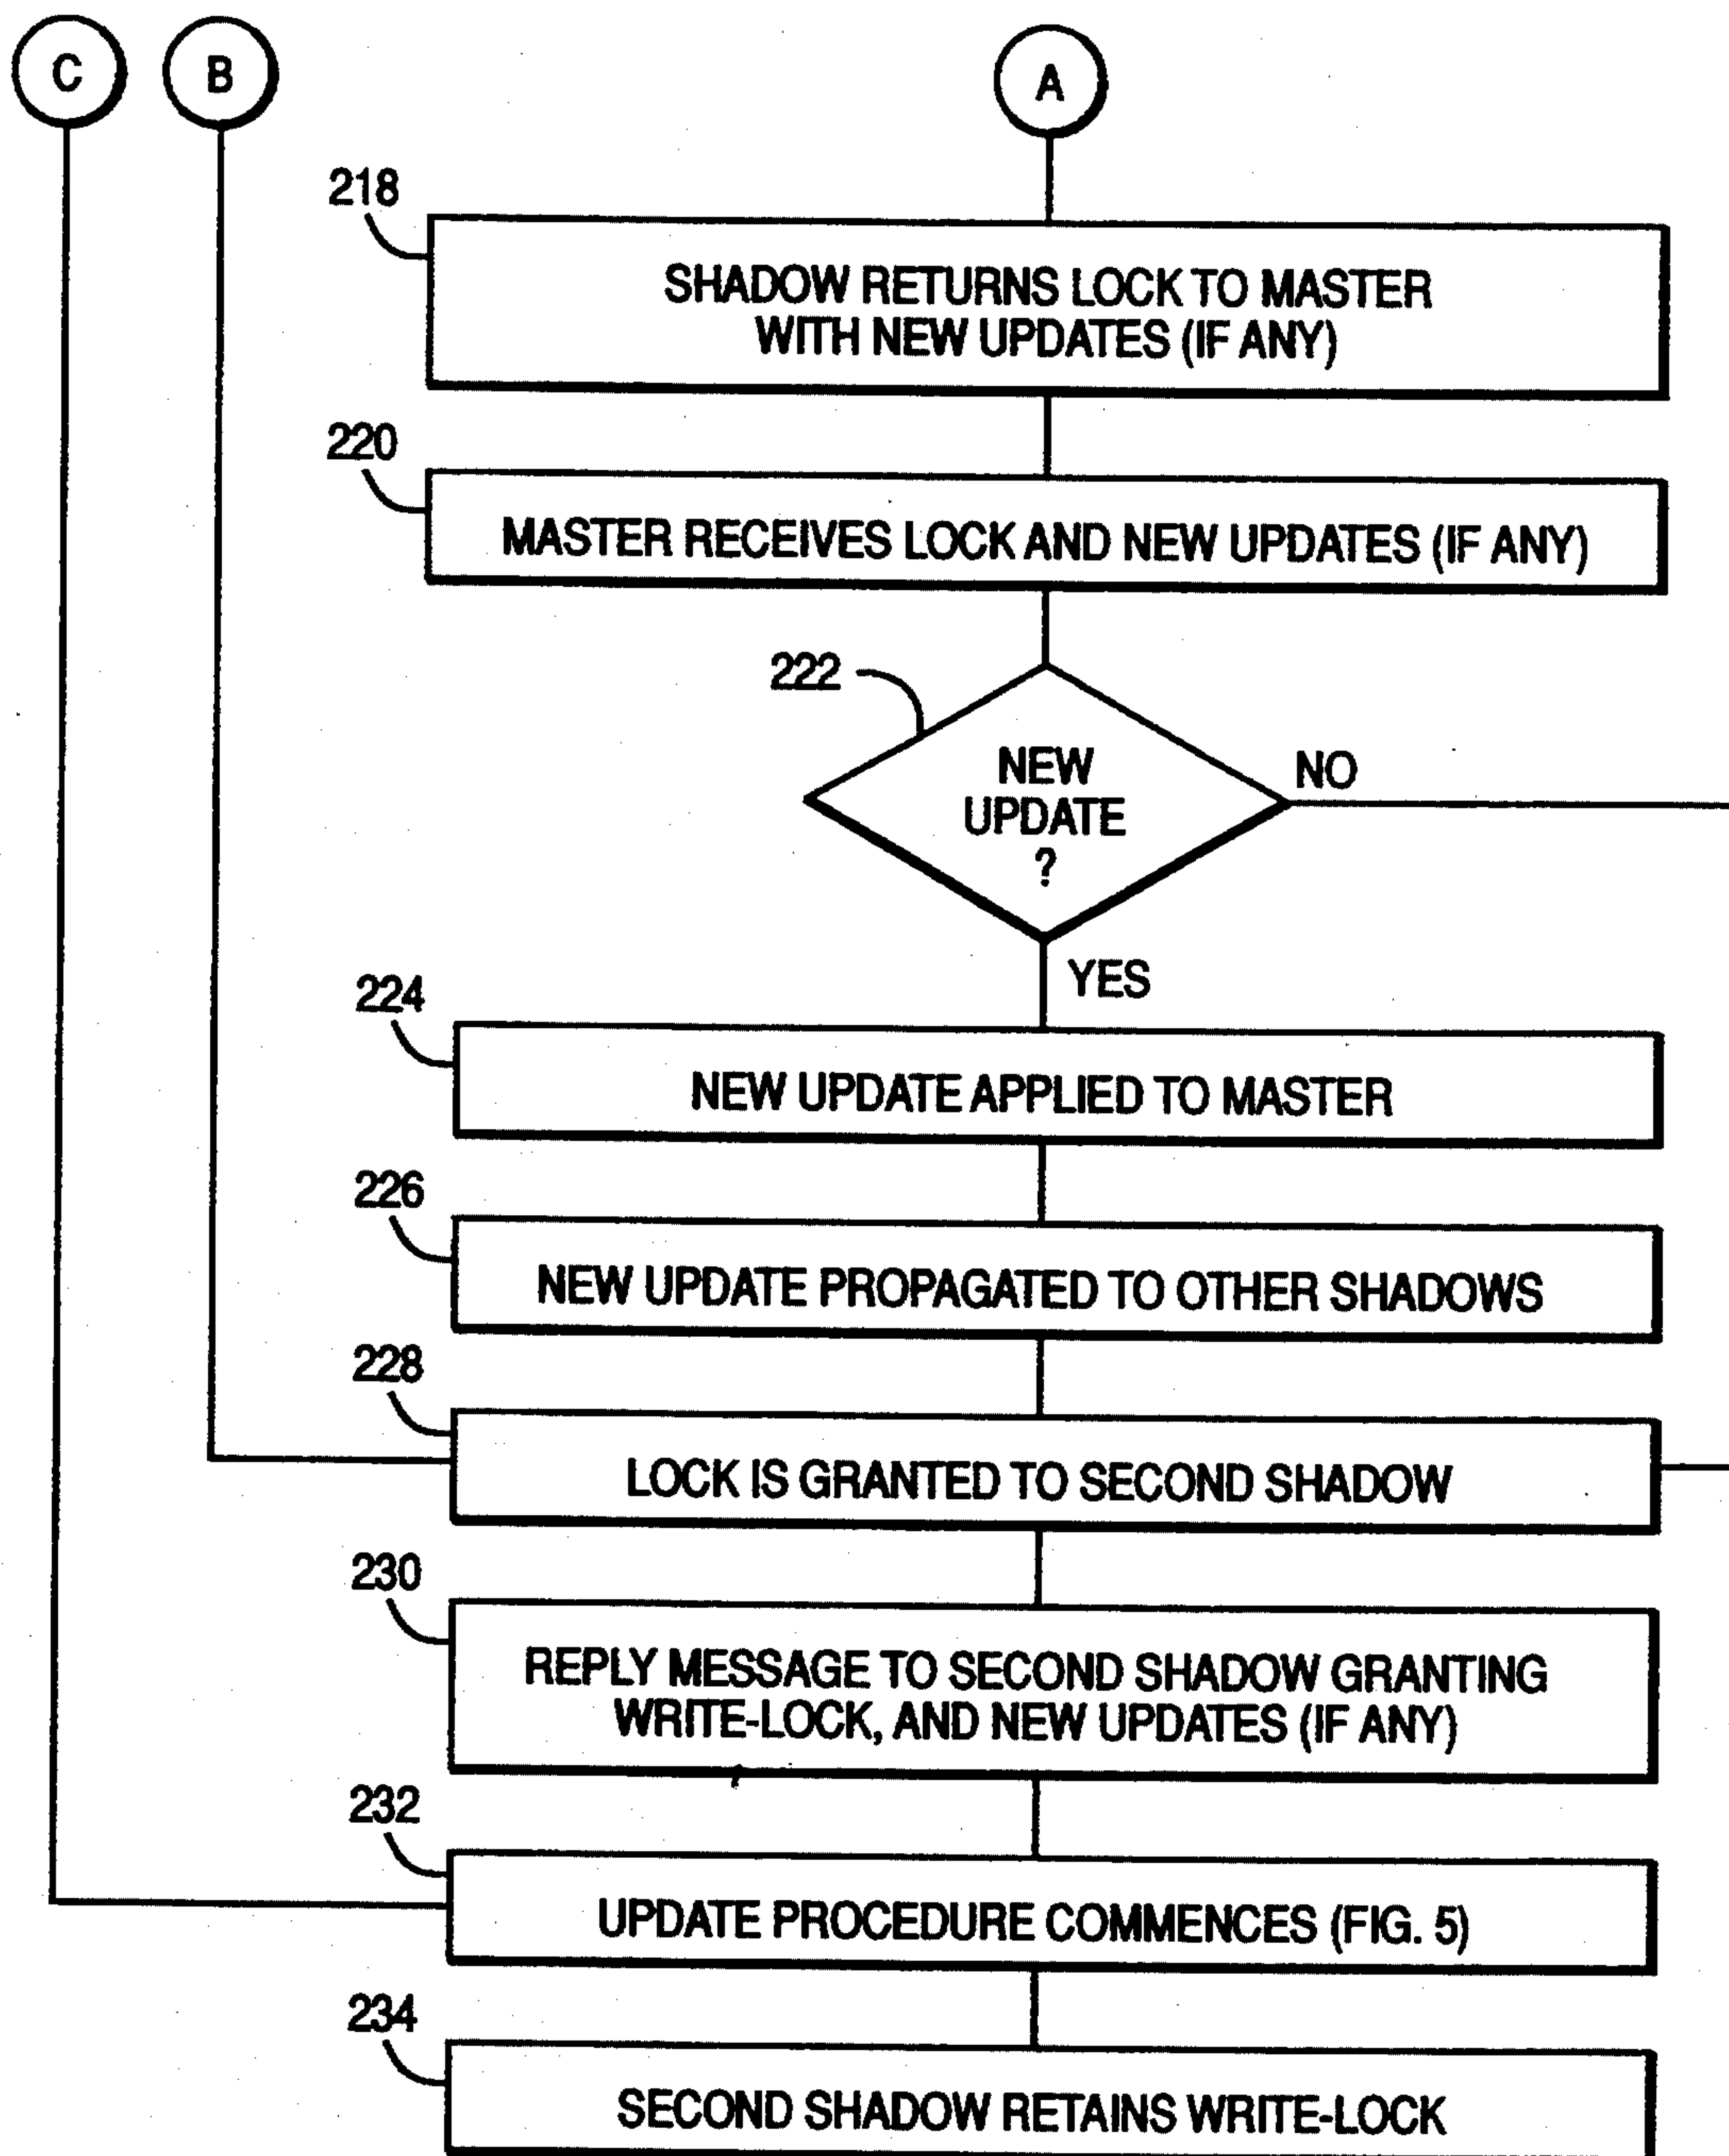 C
B
A
218
SHADOW RETURNS LOCK TO MASTER
WITH NEW UPDATES (IF ANY)
220
MASTER RECEIVES LOCK AND NEW UPDATES (IF ANY)
222
NEW
UPDATE
?
NO
YES
224
NEW UPDATE APPLIED TO MASTER
226
NEW UPDATE PROPAGATED TO OTHER SHADOWS
228
LOCK IS GRANTED TO SECOND SHADOW
230
REPLY MESSAGE TO SECOND SHADOW GRANTING
WRITE-LOCK, AND NEW UPDATES (IF ANY)
232
UPDATE PROCEDURE COMMENCES (FIG. 5)
234
SECOND SHADOW RETAINS WRITE-LOCK